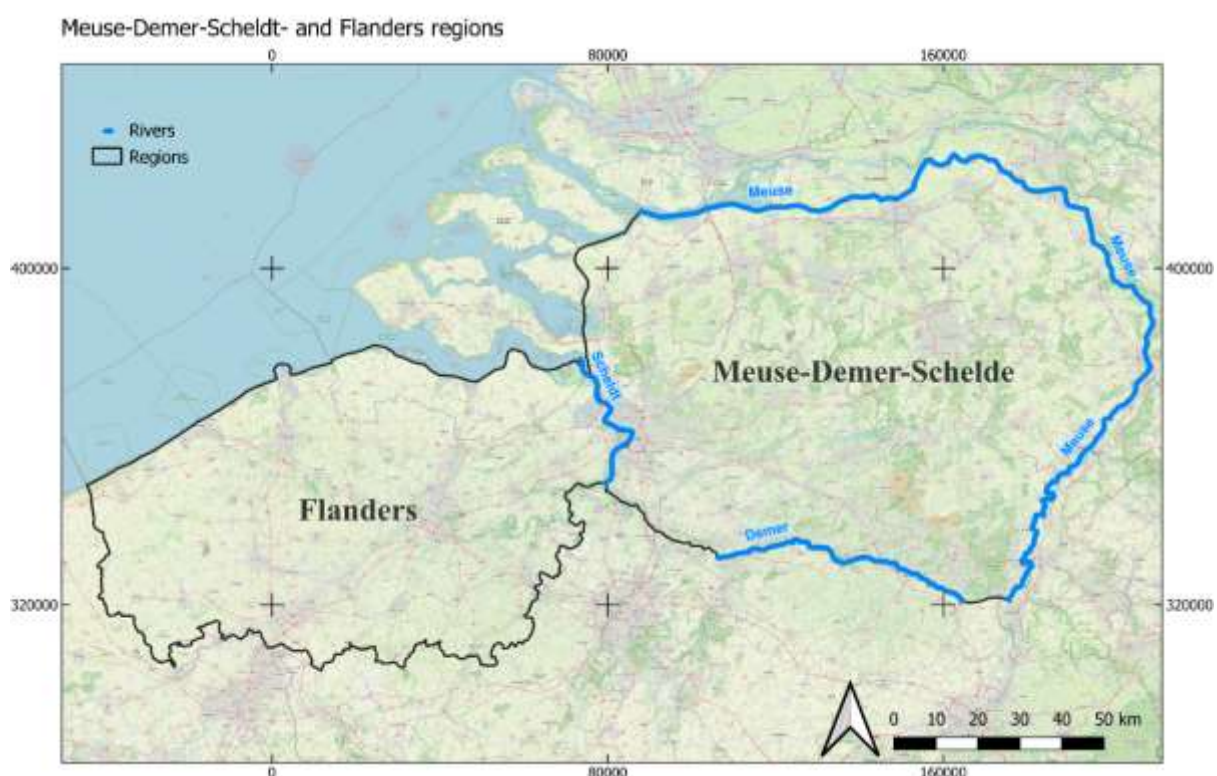 Meuse-Demer-Scheldt- and Flanders regions
0 80000 160000
Rivers
Regions
Meuse
Meuse
400000 400000
Scheldt
Meuse-Demer-Schelde
Meuse
Flanders
Demer
320000 320000
0 10 20 30 40 50 km
0 80000 160000